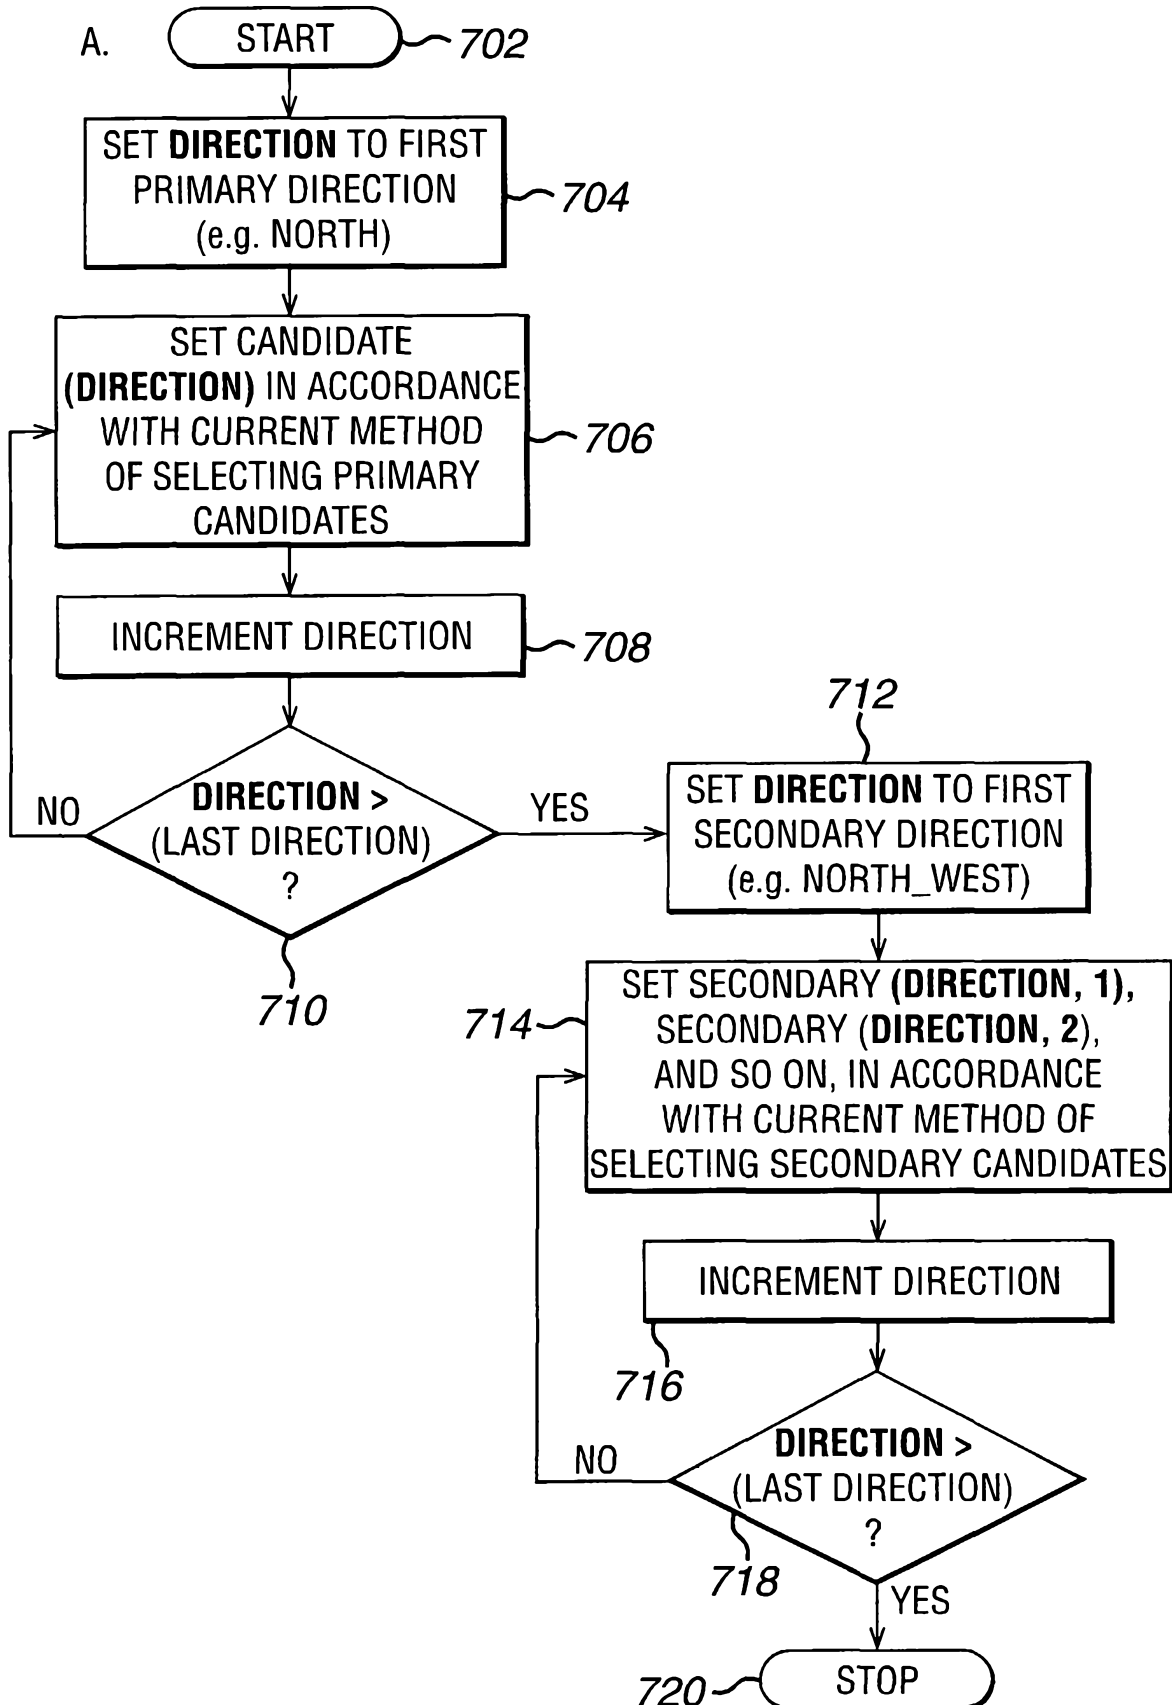 A.
START
702
SET DIRECTION TO FIRST
PRIMARY DIRECTION
(e.g. NORTH)
704
SET CANDIDATE
(DIRECTION) IN ACCORDANCE
WITH CURRENT METHOD
OF SELECTING PRIMARY
CANDIDATES
706
INCREMENT DIRECTION
708
DIRECTION >
(LAST DIRECTION)
?
NO
YES
710
712
SET DIRECTION TO FIRST
SECONDARY DIRECTION
(e.g. NORTH_WEST)
SET SECONDARY (DIRECTION, 1),
SECONDARY (DIRECTION, 2),
AND SO ON, IN ACCORDANCE
WITH CURRENT METHOD OF
SELECTING SECONDARY CANDIDATES
714
INCREMENT DIRECTION
716
DIRECTION >
(LAST DIRECTION)
?
NO
718
YES
STOP
720